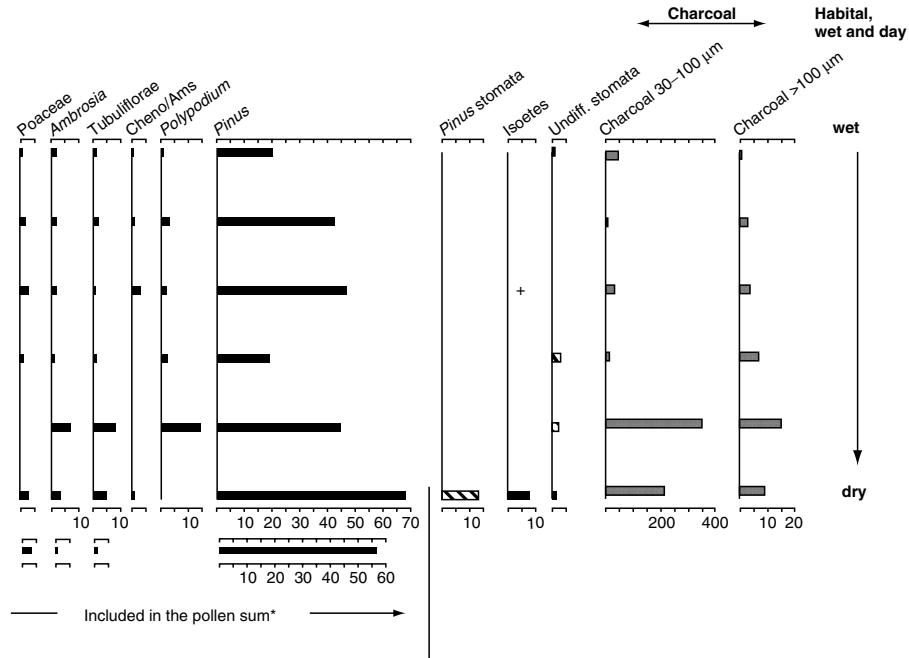 Charcoal
Habital,
wet and day
Poaceae
Ambrosia
Tubuliflorae
Cheno/Ams
Polypodium
Pinus
Pinus stomata
Isoetes
Undiff. stomata
Charcoal 30–100 μm
Charcoal >100 μm
wet
+
dry
10 10 10 10 20 30 40 50 60 70 10 10 200 400 10 20
10 20 30 40 50 60
Included in the pollen sum*